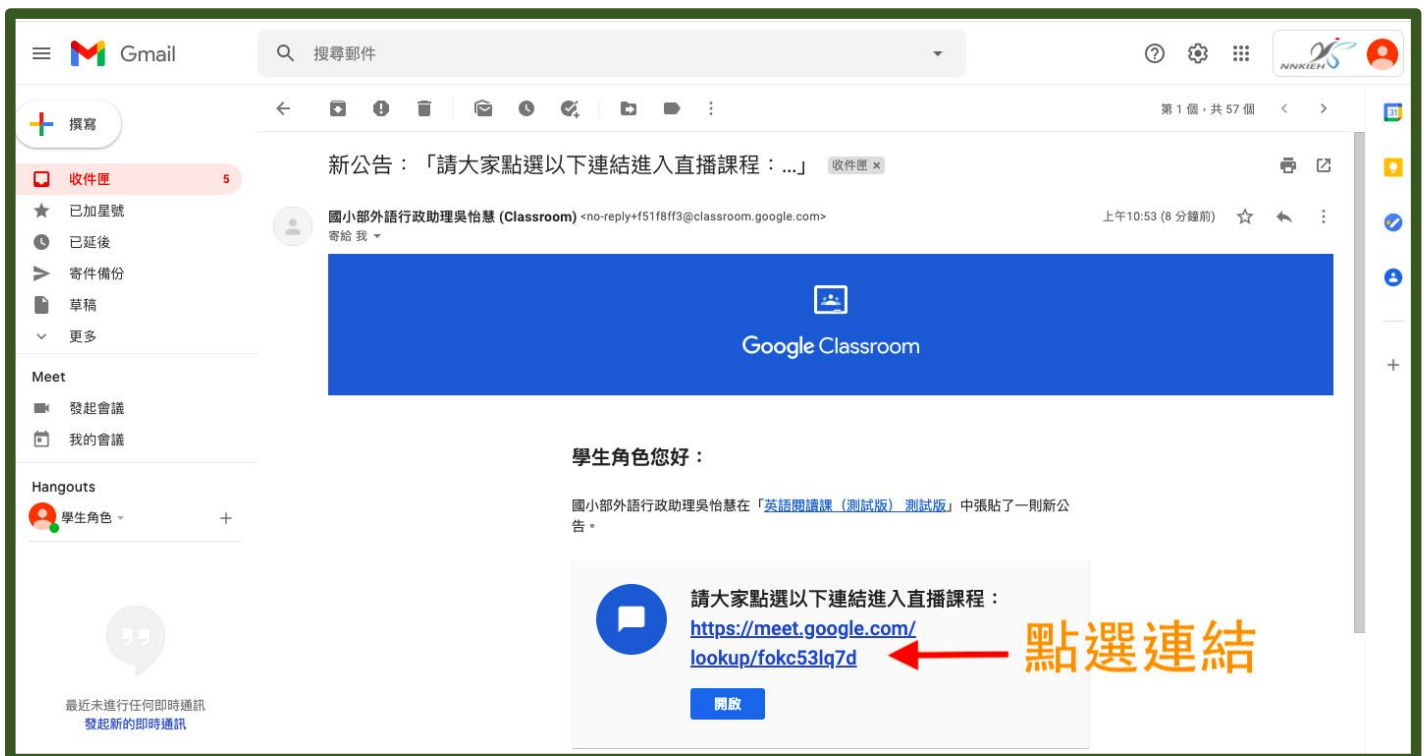 Gmail
搜尋郵件
NNKIEH
撰寫
第 1 個，共 57 個
31
收件匣 5
已加星號
已延後
寄件備份
草稿
更多
Meet
發起會議
我的會議
Hangouts
學生角色
最近未進行任何即時通訊
發起新的即時通訊
新公告：「請大家點選以下連結進入直播課程：...」 收件匣 ×
國小部外語行政助理吳怡慧 (Classroom) <no-reply+f51f8ff3@classroom.google.com>
上午10:53 (8 分鐘前)
寄給 我
Google Classroom
學生角色您好：
國小部外語行政助理吳怡慧在「英語閱讀課（測試版） 測試版」中張貼了一則新公
告。
請大家點選以下連結進入直播課程：
https://meet.google.com/
lookup/fokc53lq7d
點選連結
開啟